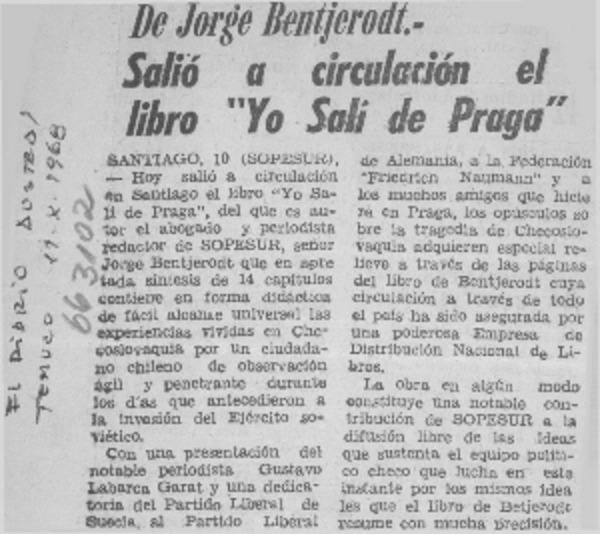 De Jorge Bentjerodt.-
Salió a circulación el
libro "Yo Salí de Praga"
SANTIAGO, 10 (SOPESUR),
— Hoy salió a circulación
en Santiago el libro "Yo Sa-
lí de Praga", del que es au-
tor el abogado y periodista
redactor de SOPESUR, señor
Jorge Bentjerodt que en apre
tada síntesis de 14 capítulos
contiene en forma didáctica
de fácil alcance universal las
experiencias vividas en Che-
coslovaquia por un ciudada-
no chileno de observación
ágil y penetrante durante
los días que antecedieron a
la invasión del Ejército so-
viético.
Con una presentación del
notable periodista Gustavo
Labarca Garat y una dedica-
toria del Partido Liberal de
Suecia, al Partido Liberal
de Alemania, a la Federación
"Friedrich Naumann" y a
los muchos amigos que hicie
ra en Praga, los opúsculos so
bre la tragedia de Checoslo-
vaquia adquieren especial re-
lieve a través de las páginas
del libro de Bentjerodt cuya
circulación a través de todo
el país ha sido asegurada por
una poderosa Empresa de
Distribución Nacional de Li-
bros.
La obra en algún modo
constituye una notable con-
tribución de SOPESUR a la
difusión libre de las ideas
que sustenta el equipo políti-
co checo que lucha en este
instante por los mismos idea
les que el libro de Betjerodt
resume con mucha precisión.
El Diario Austral
Temuco 11-X-1968
663102